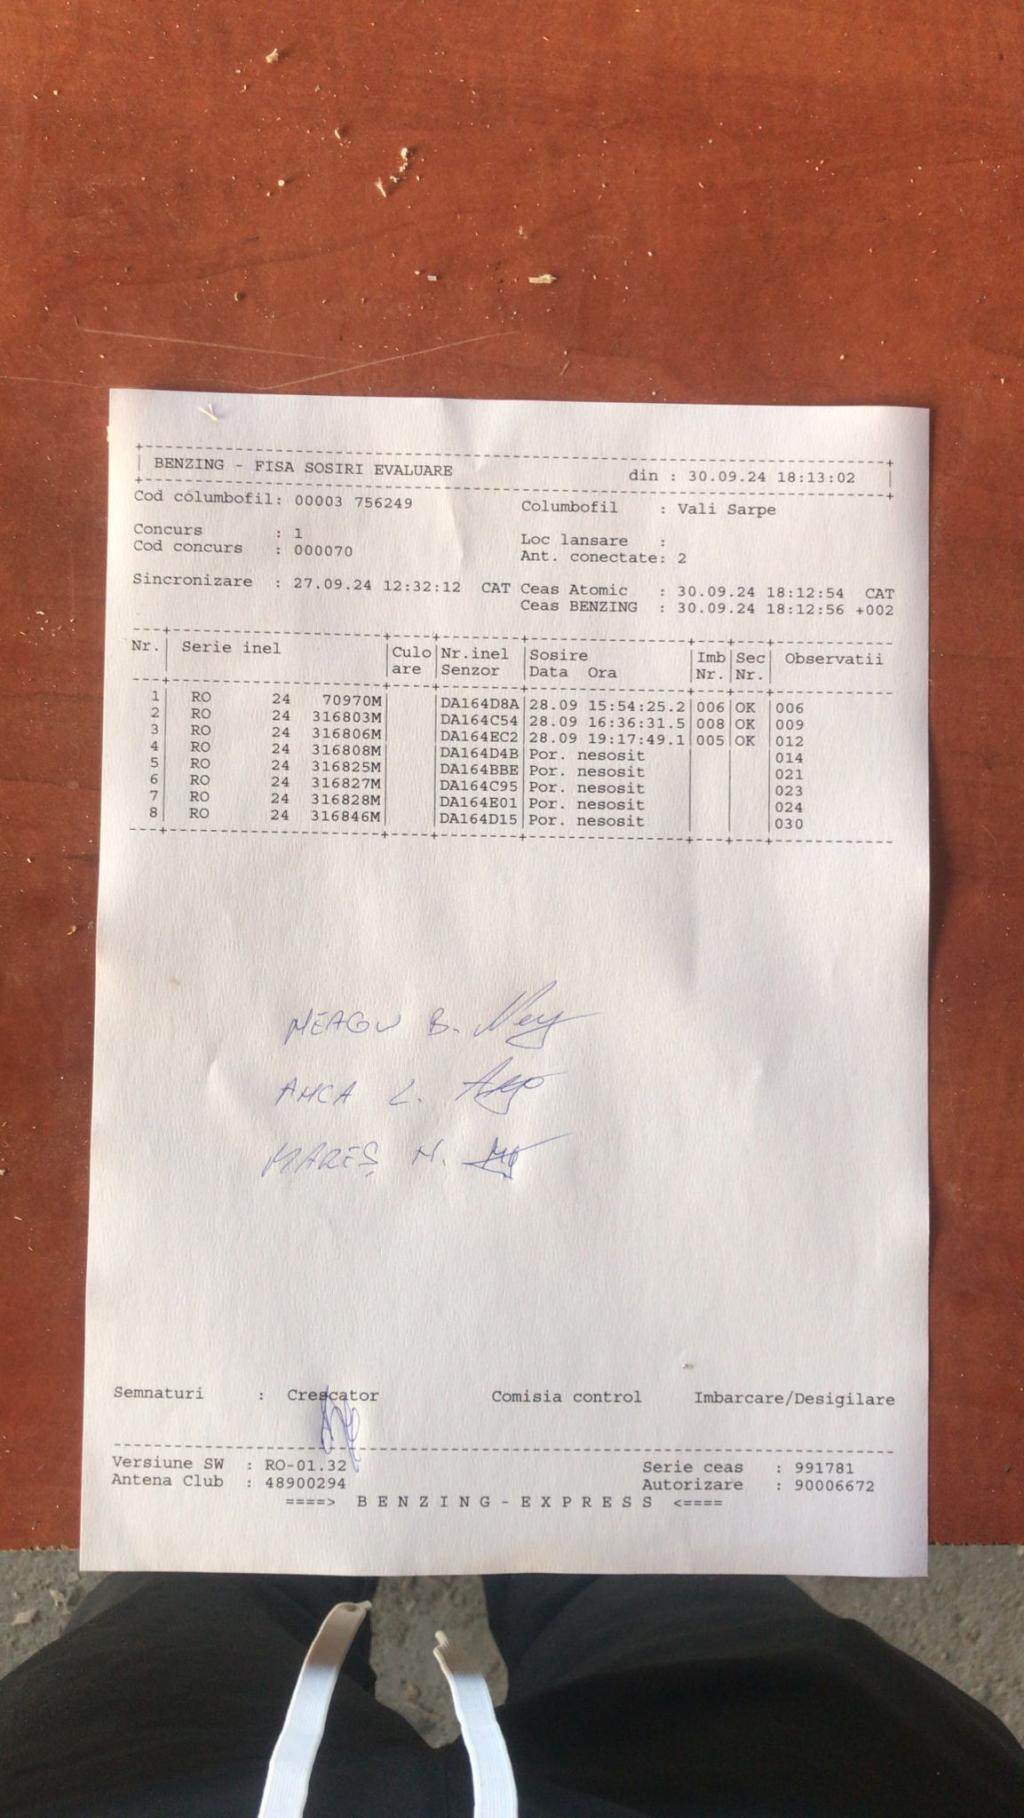 BENZING - FISA SOSIRI EVALUARE din : 30.09.24 18:13:02
Cod columbofil: 00003 756249 Columbofil : Vali Sarpe
Concurs : 1 Loc lansare :
Cod concurs : 000070 Ant. conectate: 2
Sincronizare : 27.09.24 12:32:12 CAT Ceas Atomic : 30.09.24 18:12:54 CAT
Ceas BENZING : 30.09.24 18:12:56 +002
Nr. Serie inel Culo Nr.inel Sosire Imb Sec Observatii
are Senzor Data Ora Nr. Nr.
1 RO 24 70970M DA164D8A 28.09 15:54:25.2 006 OK 006
2 RO 24 316803M DA164C54 28.09 16:36:31.5 008 OK 009
3 RO 24 316806M DA164EC2 28.09 19:17:49.1 005 OK 012
4 RO 24 316808M DA164D4B Por. nesosit 014
5 RO 24 316825M DA164BBE Por. nesosit 021
6 RO 24 316827M DA164C95 Por. nesosit 023
7 RO 24 316828M DA164E01 Por. nesosit 024
8 RO 24 316846M DA164D15 Por. nesosit 030
NEAGU B.
ANCA L.
MAREȘ N.
Semnaturi : Crescator Comisia control Imbarcare/Desigilare
Versiune SW : RO-01.32 Serie ceas : 991781
Antena Club : 48900294 Autorizare : 90006672
====> B E N Z I N G - E X P R E S S <====